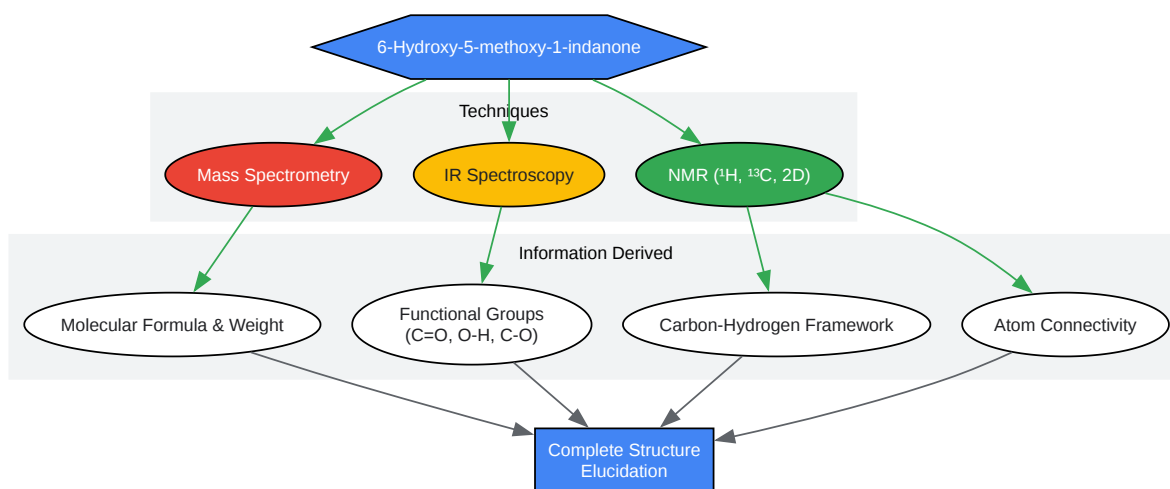 6-Hydroxy-5-methoxy-1-indanone
Techniques
Mass Spectrometry
IR Spectroscopy
NMR (¹H, ¹³C, 2D)
Information Derived
Molecular Formula & Weight
Functional Groups
(C=O, O-H, C-O)
Carbon-Hydrogen Framework
Atom Connectivity
Complete Structure
Elucidation